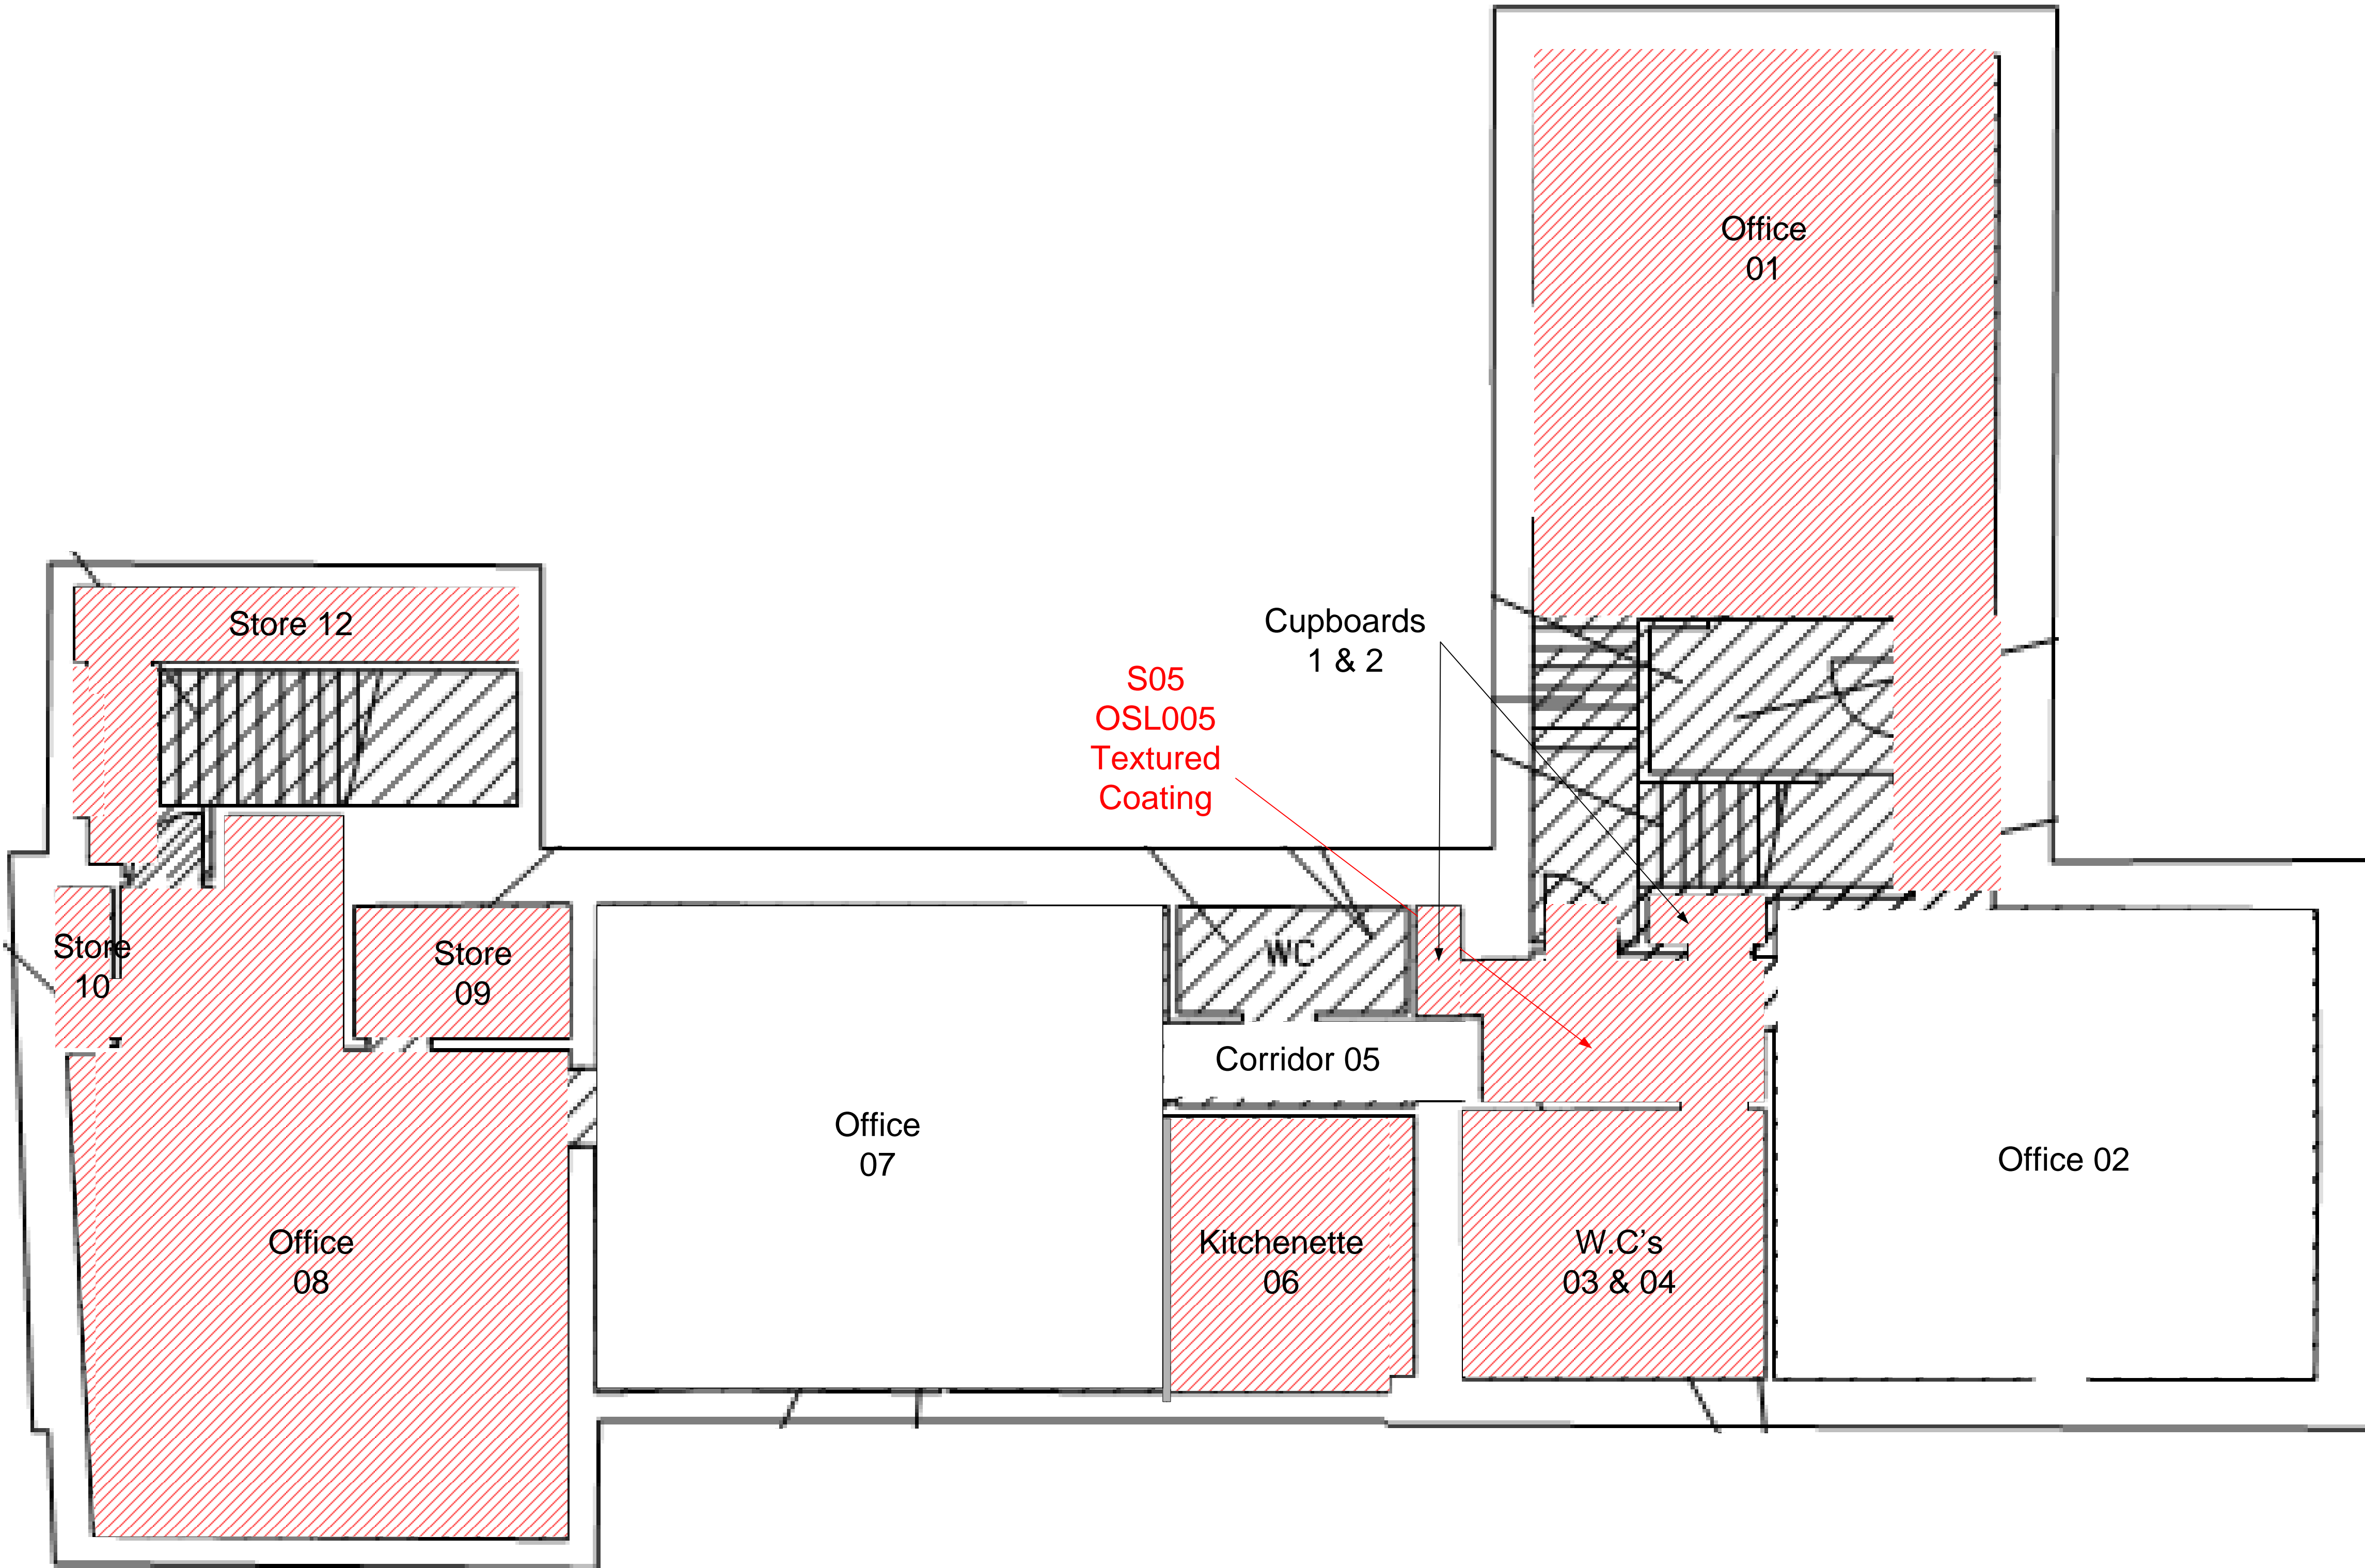 Office
01
Store 12
Cupboards
1 & 2
S05
OSL005
Textured
Coating
Store
10
Store
09
WC
Corridor 05
Office
07
Office 02
Office
08
Kitchenette
06
W.C's
03 & 04